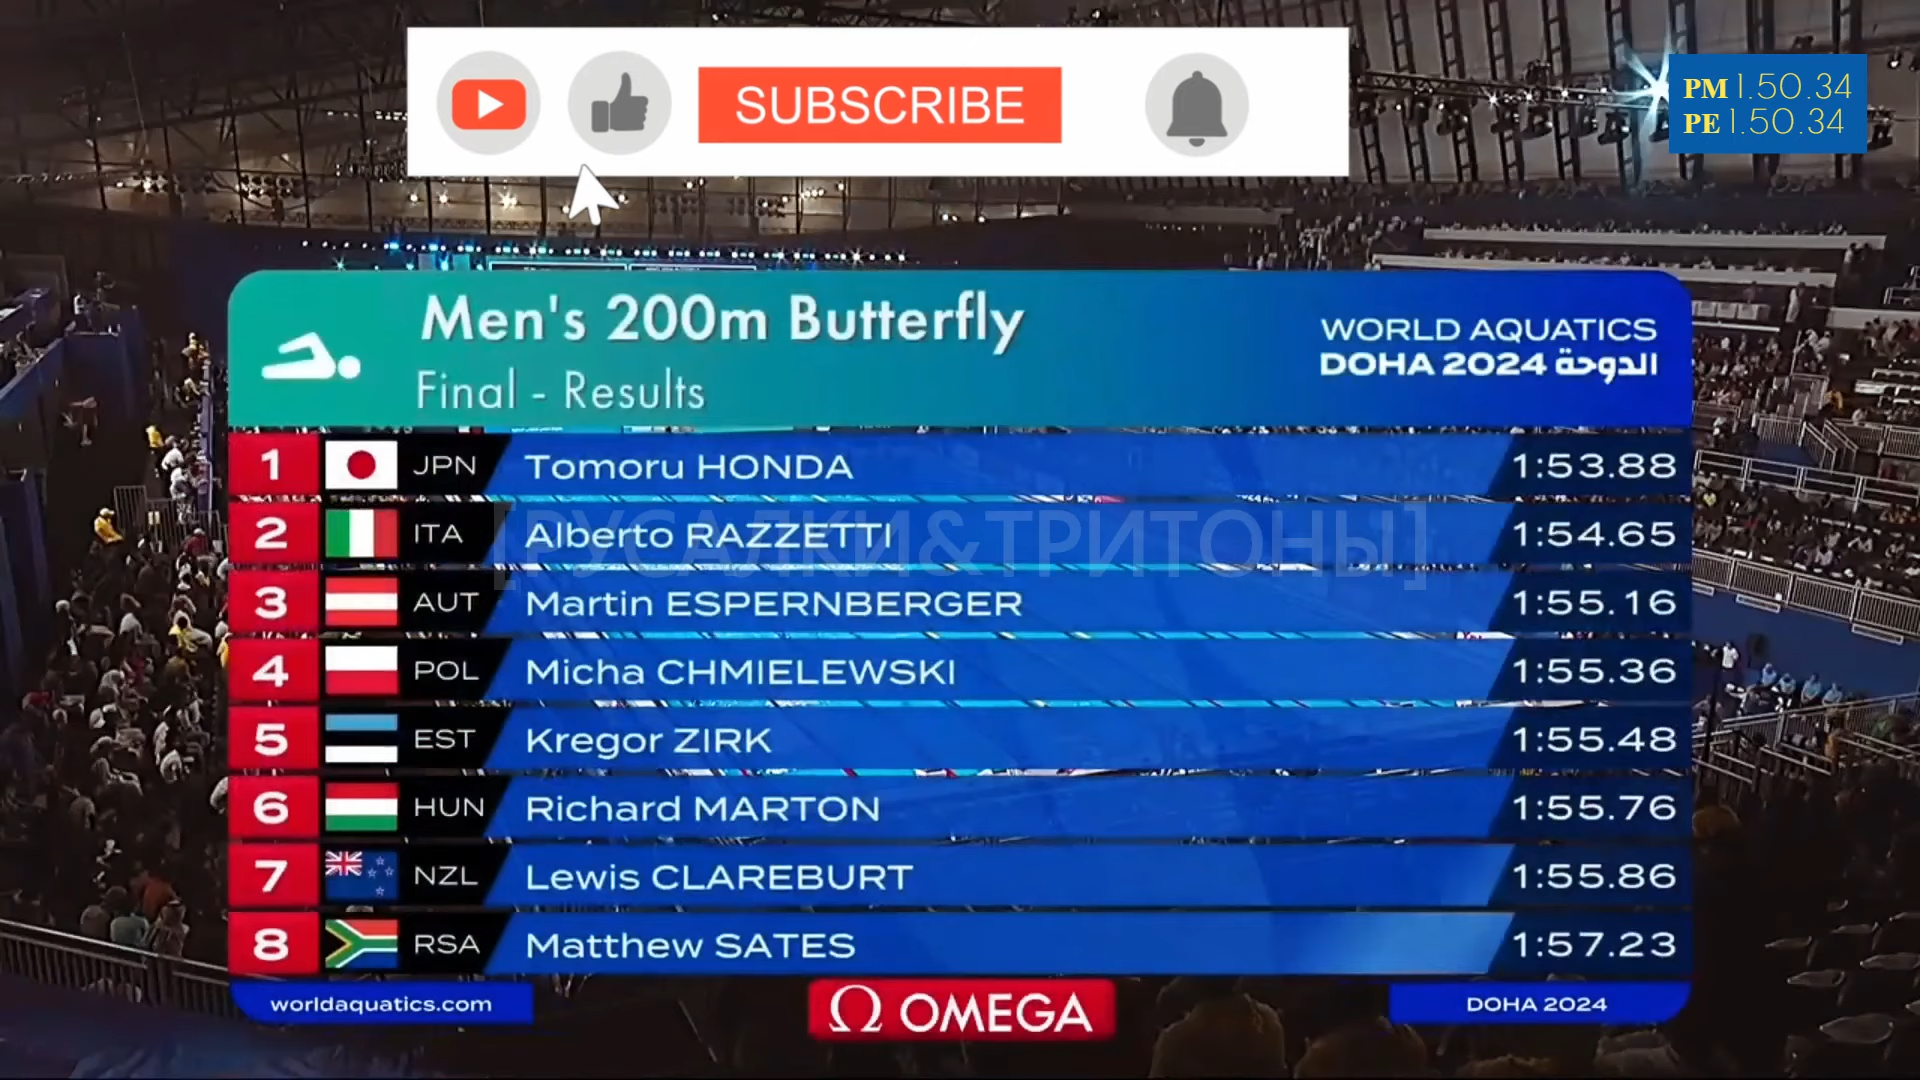 SUBSCRIBE
PM 1.50.34
PE 1.50.34
Men's 200m Butterfly
Final - Results
WORLD AQUATICS
DOHA 2024 الدوحة
1 JPN Tomoru HONDA 1:53.88
2 ITA Alberto RAZZETTI 1:54.65
[РУСАЛКИ&ТРИТОНЫ]
3 AUT Martin ESPERNBERGER 1:55.16
4 POL Micha CHMIELEWSKI 1:55.36
5 EST Kregor ZIRK 1:55.48
6 HUN Richard MARTON 1:55.76
7 NZL Lewis CLAREBURT 1:55.86
8 RSA Matthew SATES 1:57.23
worldaquatics.com
Ω OMEGA
DOHA 2024